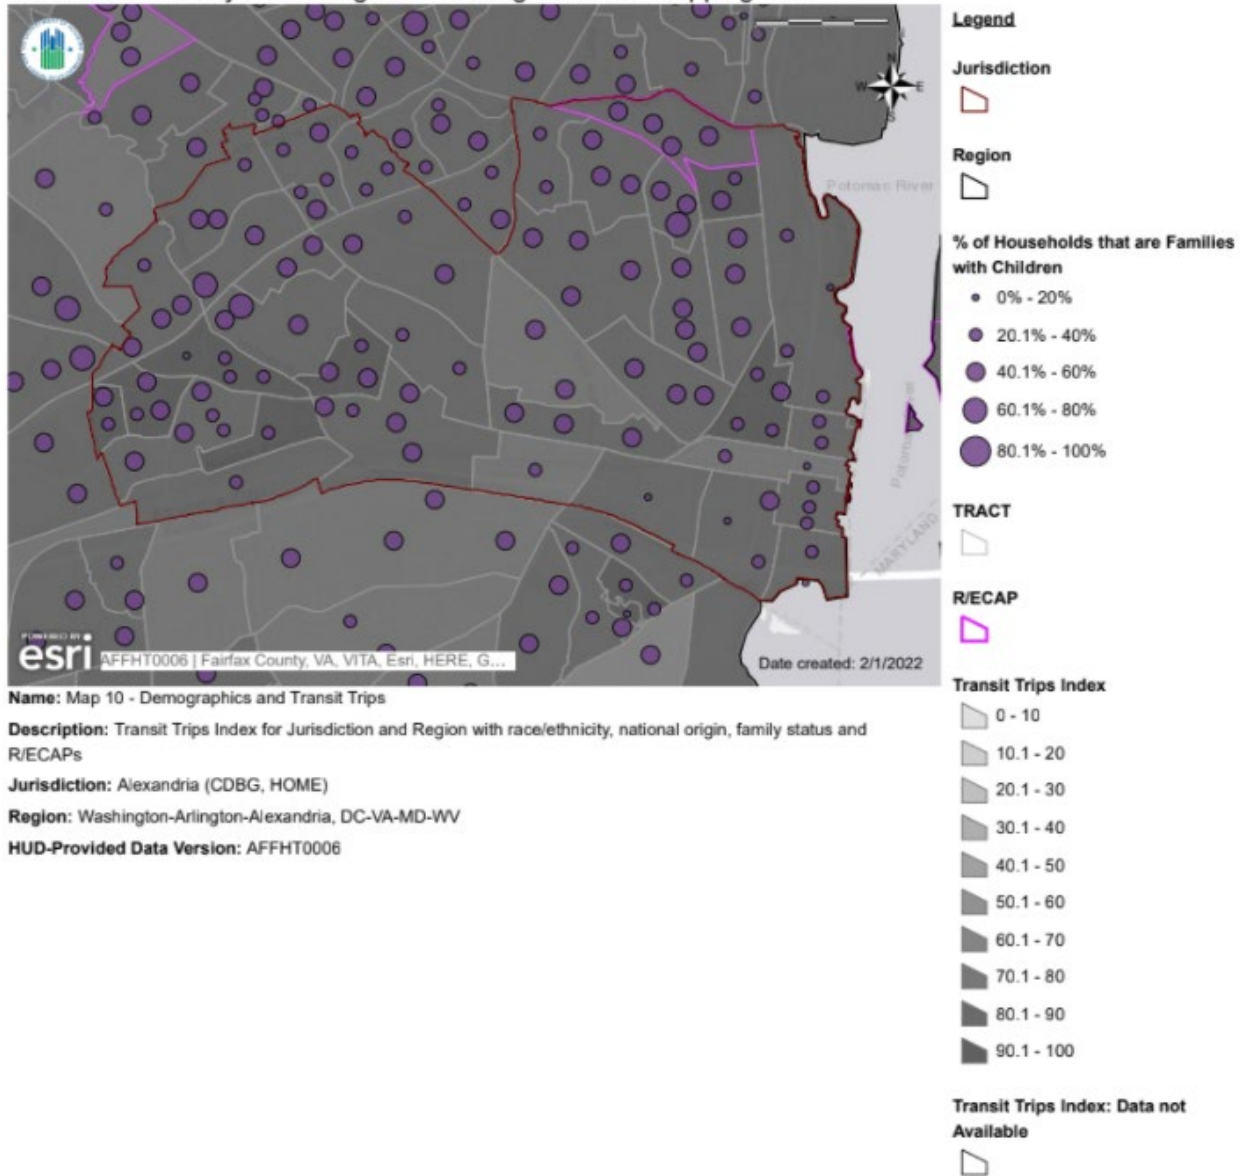 Legend
Jurisdiction
Region
% of Households that are Families
with Children
0% - 20%
20.1% - 40%
40.1% - 60%
60.1% - 80%
80.1% - 100%
TRACT
R/ECAP
Transit Trips Index
0 - 10
10.1 - 20
20.1 - 30
30.1 - 40
40.1 - 50
50.1 - 60
60.1 - 70
70.1 - 80
80.1 - 90
90.1 - 100
Transit Trips Index: Data not
Available
N
W E
S
Potomac River
Potomac River
MARYLAND
POWERED BY
esri
AFFHT0006 | Fairfax County, VA, VITA, Esri, HERE, G...
Date created: 2/1/2022
Name: Map 10 - Demographics and Transit Trips
Description: Transit Trips Index for Jurisdiction and Region with race/ethnicity, national origin, family status and
R/ECAPs
Jurisdiction: Alexandria (CDBG, HOME)
Region: Washington-Arlington-Alexandria, DC-VA-MD-WV
HUD-Provided Data Version: AFFHT0006